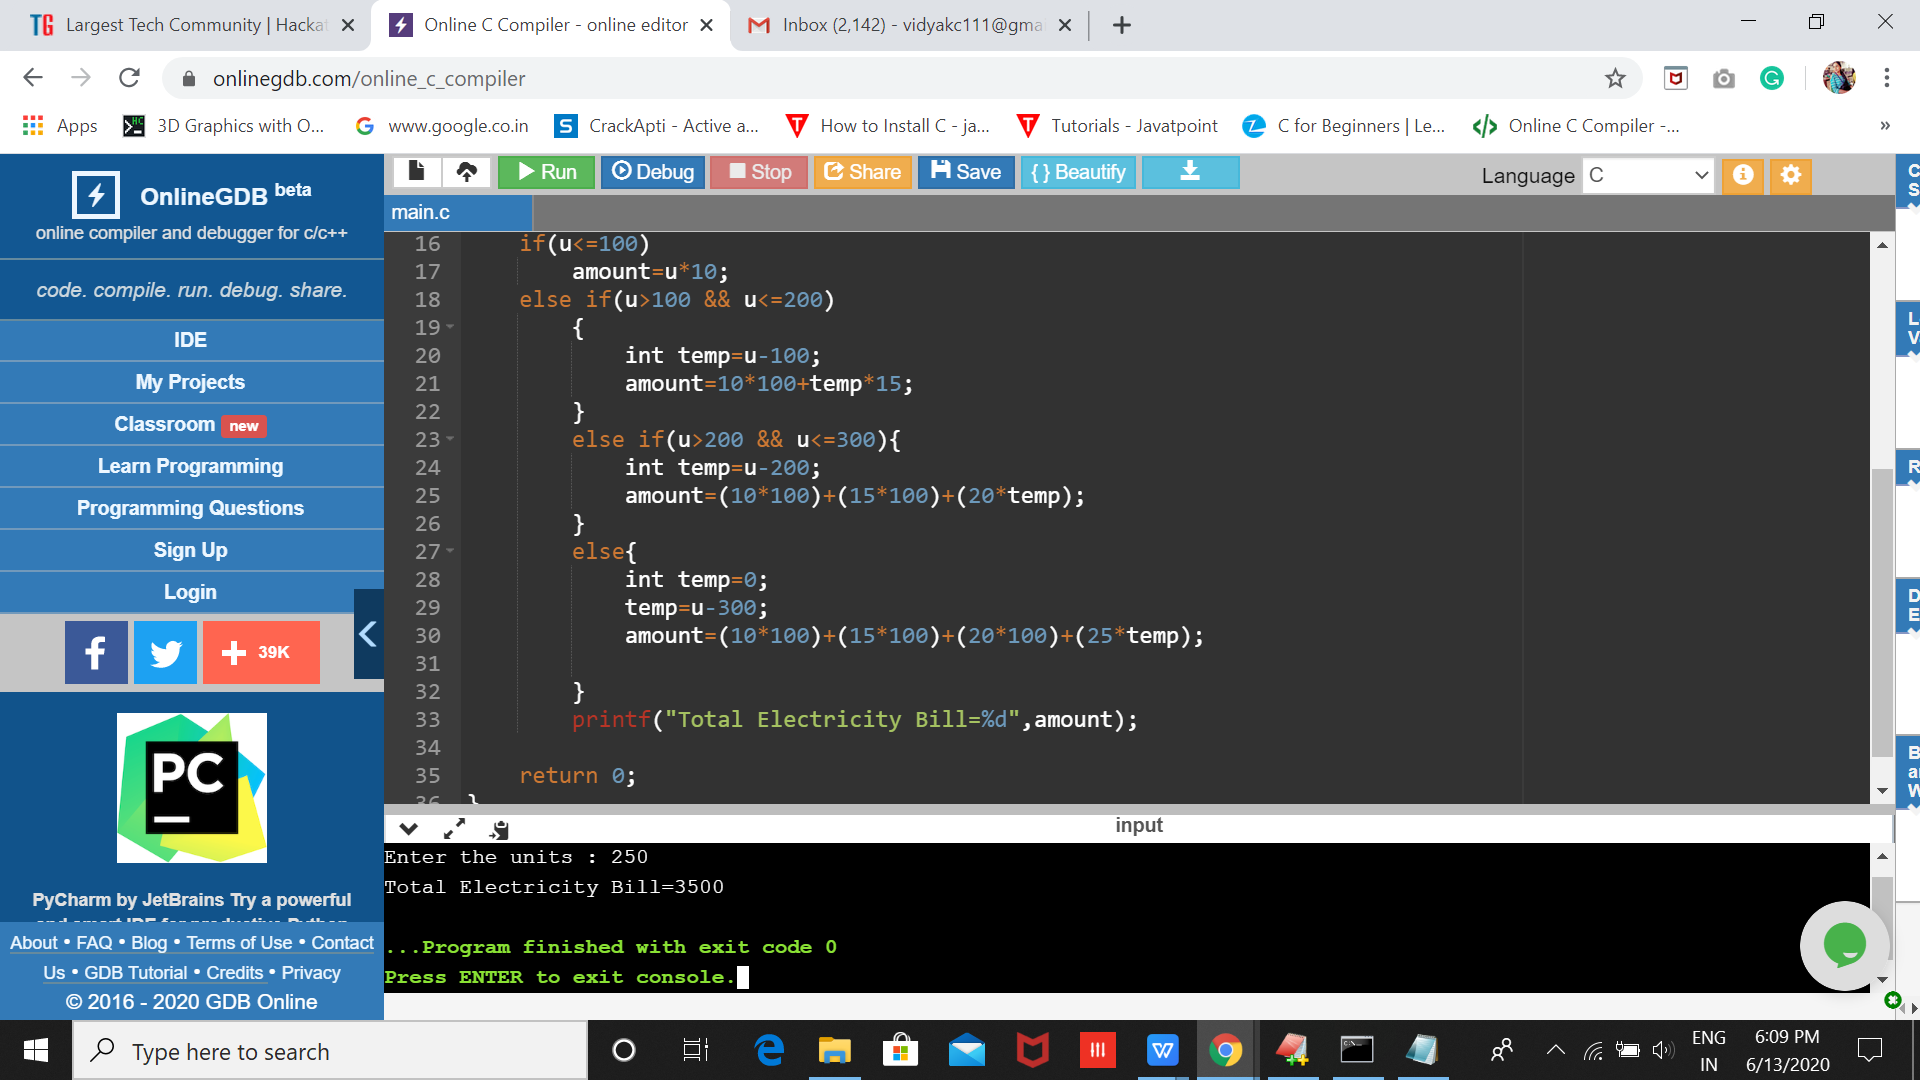 TG Largest Tech Community | Hacka
Online C Compiler - online editor
Inbox (2,142) - vidyakc111@gma
onlinegdb.com/online_c_compiler
Apps
3D Graphics with O...
www.google.co.in
CrackApti - Active a...
How to Install C - ja...
Tutorials - Javatpoint
C for Beginners | Le...
Online C Compiler -...
»
OnlineGDB beta
online compiler and debugger for c/c++
code. compile. run. debug. share.
IDE
My Projects
Classroom new
Learn Programming
Programming Questions
Sign Up
Login
39K
PC
PyCharm by JetBrains Try a powerful
About • FAQ • Blog • Terms of Use • Contact
Us • GDB Tutorial • Credits • Privacy
© 2016 - 2020 GDB Online
Run Debug Stop Share Save { } Beautify
Language C
main.c
16 if(u<=100)
17 amount=u*10;
18 else if(u>100 && u<=200)
19 {
20 int temp=u-100;
21 amount=10*100+temp*15;
22 }
23 else if(u>200 && u<=300){
24 int temp=u-200;
25 amount=(10*100)+(15*100)+(20*temp);
26 }
27 else{
28 int temp=0;
29 temp=u-300;
30 amount=(10*100)+(15*100)+(20*100)+(25*temp);
31
32 }
33 printf("Total Electricity Bill=%d",amount);
34
35 return 0;
36 }
input
Enter the units : 250
Total Electricity Bill=3500
...Program finished with exit code 0
Press ENTER to exit console.
Type here to search
ENG
IN
6:09 PM
6/13/2020